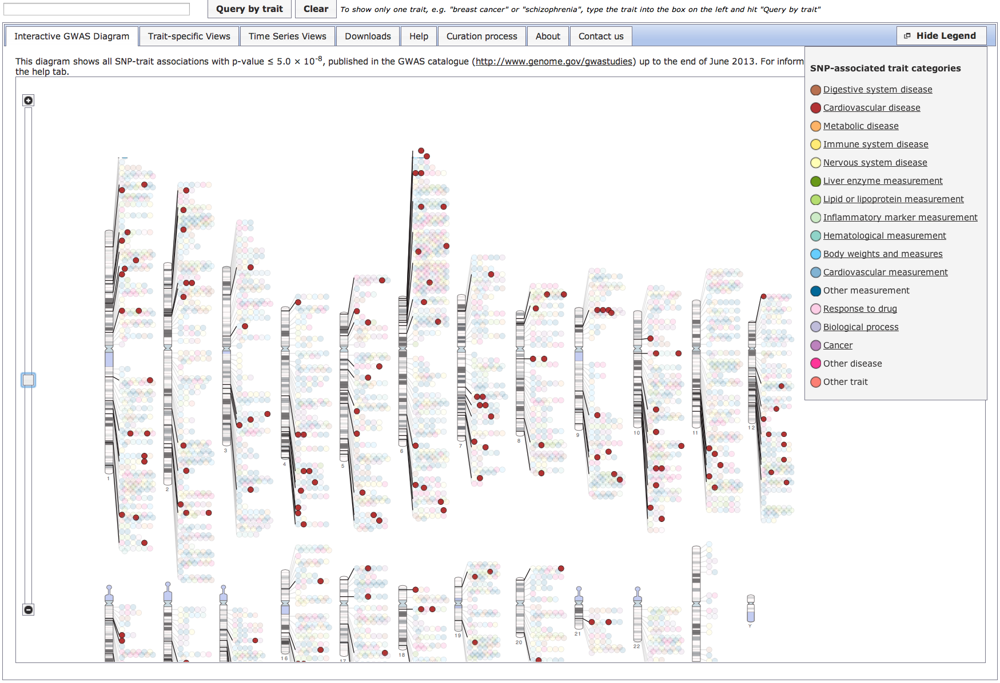 Query by trait
Clear
To show only one trait, e.g. "breast cancer" or "schizophrenia", type the trait into the box on the left and hit "Query by trait"
Interactive GWAS Diagram
Trait-specific Views
Time Series Views
Downloads
Help
Curation process
About
Contact us
Hide Legend
This diagram shows all SNP-trait associations with p-value ≤ 5.0 × 10-8, published in the GWAS catalogue (http://www.genome.gov/gwastudies) up to the end of June 2013. For inform
the help tab.
SNP-associated trait categories
Digestive system disease
Cardiovascular disease
Metabolic disease
Immune system disease
Nervous system disease
Liver enzyme measurement
Lipid or lipoprotein measurement
Inflammatory marker measurement
Hematological measurement
Body weights and measures
Cardiovascular measurement
Other measurement
Response to drug
Biological process
Cancer
Other disease
Other trait
1
2
3
4
5
6
7
8
9
10
11
12
16
17
18
19
20
21
22
Y